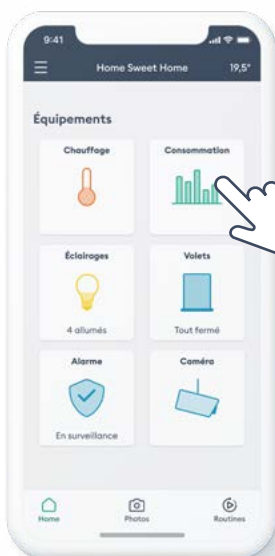 9:41
Home Sweet Home 19,5°
Équipements
Chauffage Consommation
Éclairages Volets
4 allumés Tout fermé
Alarme Caméra
En surveillance
Home Photos Routines